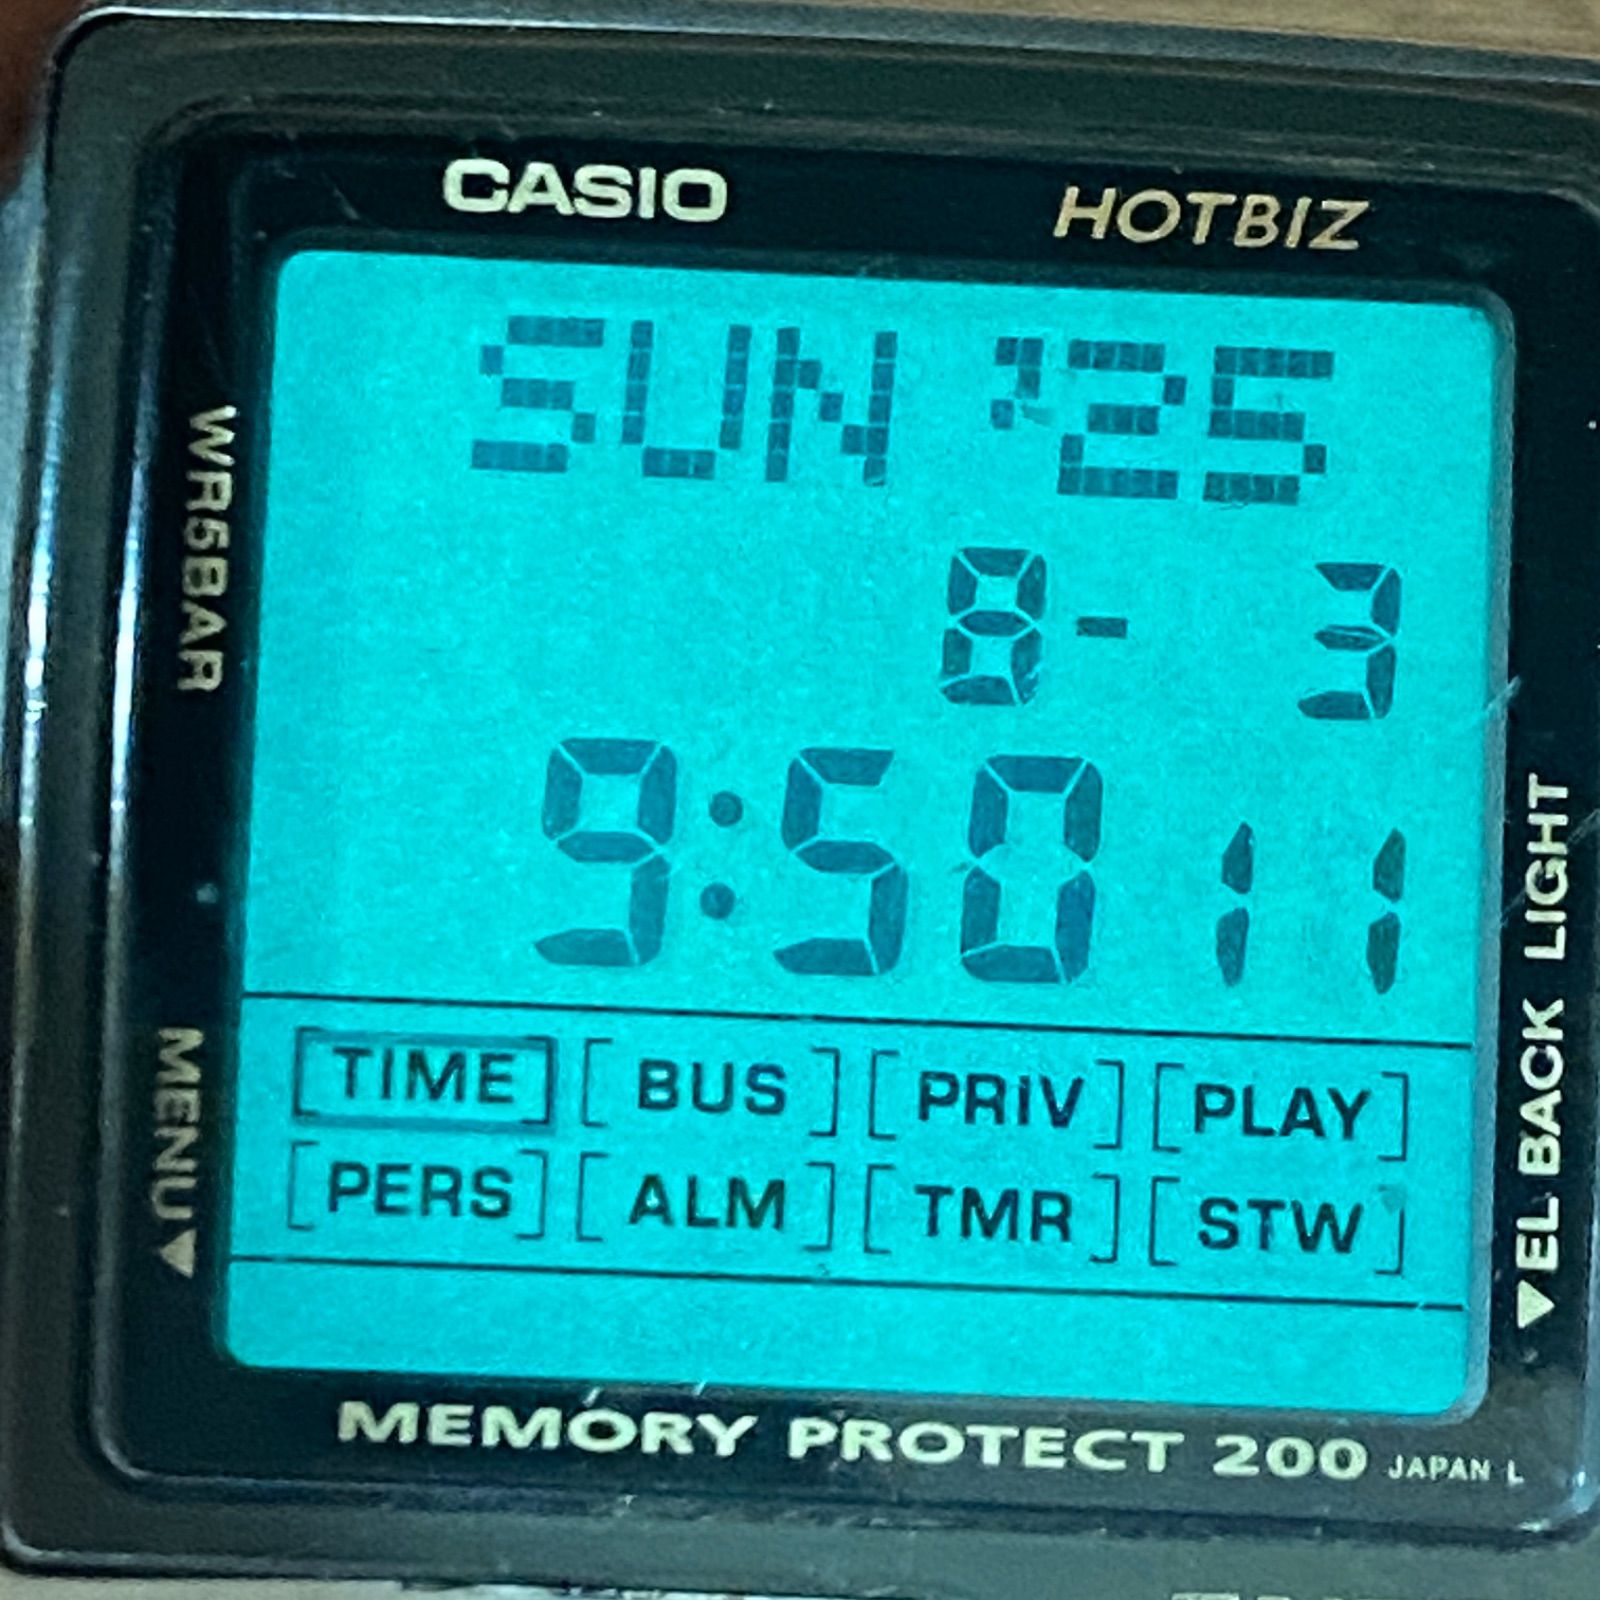 CASIO HOTBIZ
SUN '25
8- 3
9:50 11
[TIME] [BUS] [PRIV] [PLAY]
[PERS] [ALM] [TMR] [STW]
MEMORY PROTECT 200 JAPAN L
WR5BAR
MENU▼
▼EL BACK LIGHT